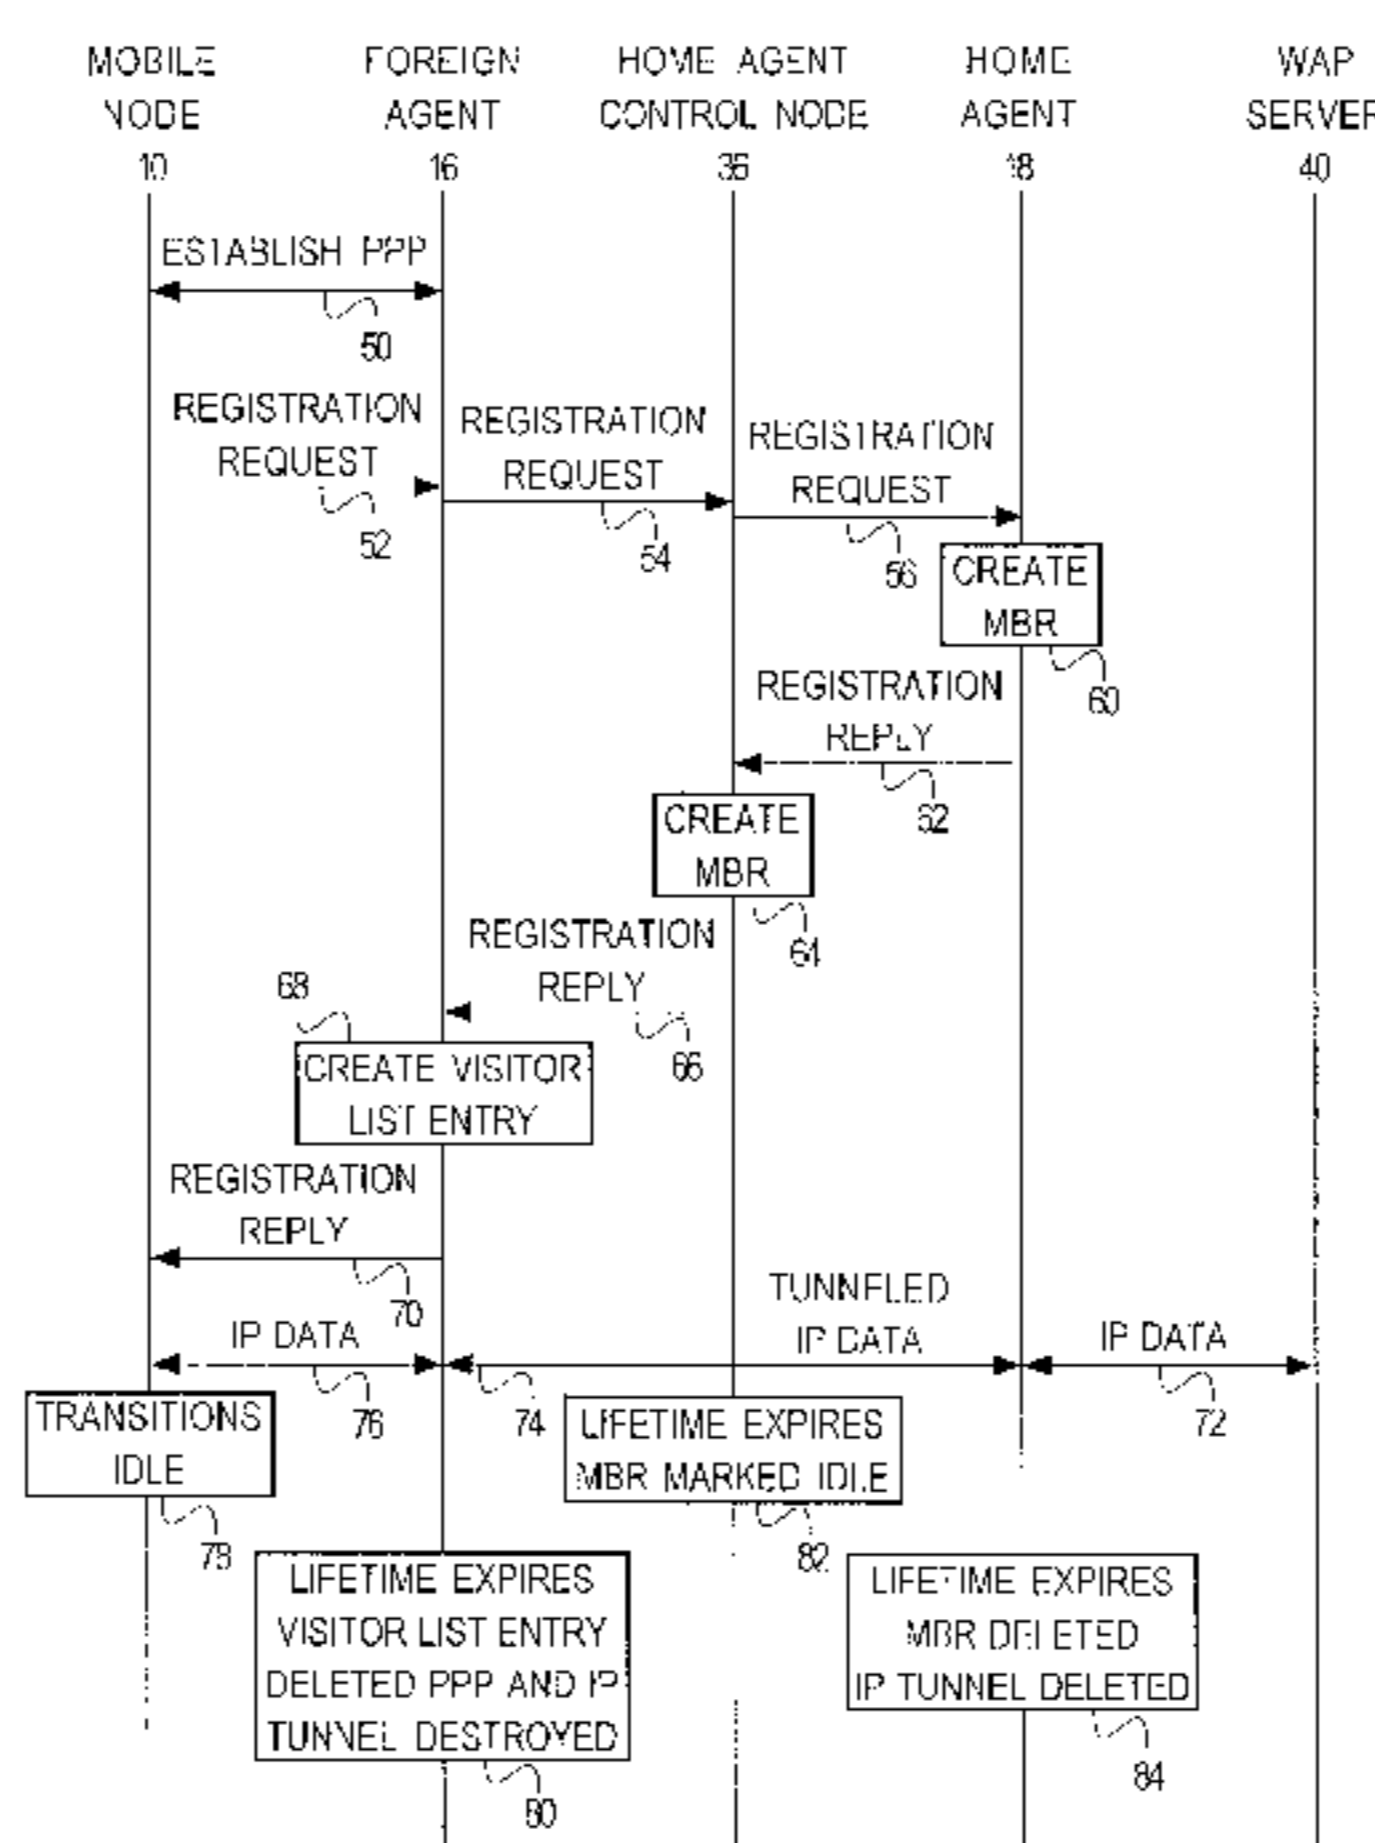 MOBILE NODE 10
FOREIGN AGENT 16
HOME AGENT CONTROL NODE 36
HOME AGENT 18
WAP SERVER 40
ESTABLISH PPP
50
REGISTRATION
REQUEST
52
REGISTRATION
REQUEST
54
REGISTRATION
REQUEST
56
CREATE
MBR
60
REGISTRATION
REPLY
62
CREATE
MBR
64
REGISTRATION
REPLY
66
68
CREATE VISITOR
LIST ENTRY
REGISTRATION
REPLY
70
IP DATA
76
TUNNELED
IP DATA
74
IP DATA
72
TRANSITIONS
IDLE
78
LIFETIME EXPIRES
MBR MARKED IDLE
82
LIFETIME EXPIRES
VISITOR LIST ENTRY
DELETED PPP AND IP
TUNNEL DESTROYED
80
LIFETIME EXPIRES
MBR DELETED
IP TUNNEL DELETED
84